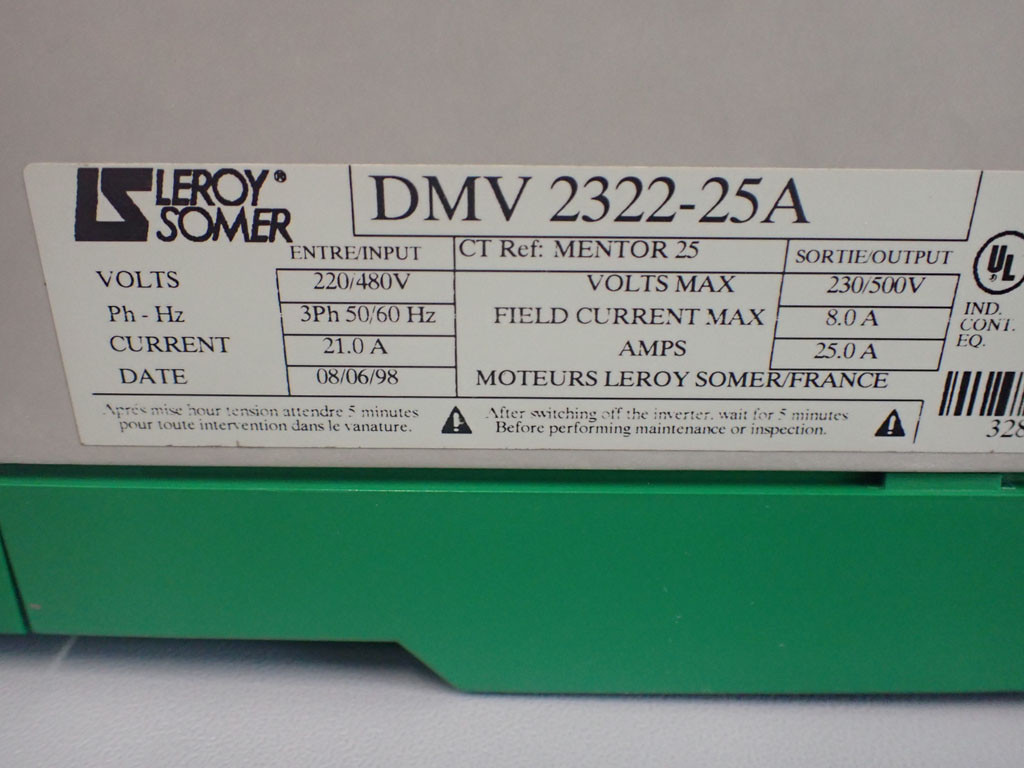 LEROY®
SOMER
DMV 2322-25A
ENTRE/INPUT
CT Ref: MENTOR 25
SORTIE/OUTPUT
VOLTS 220/480V VOLTS MAX 230/500V
Ph - Hz 3Ph 50/60 Hz FIELD CURRENT MAX 8.0 A
CURRENT 21.0 A AMPS 25.0 A
DATE 08/06/98 MOTEURS LEROY SOMER/FRANCE
UL
IND.
CONT.
EQ.
Aprés mise hour tension attendre 5 minutes
pour toute intervention dans le vanature.
After switching off the inverter, wait for 5 minutes
Before performing maintenance or inspection.
328